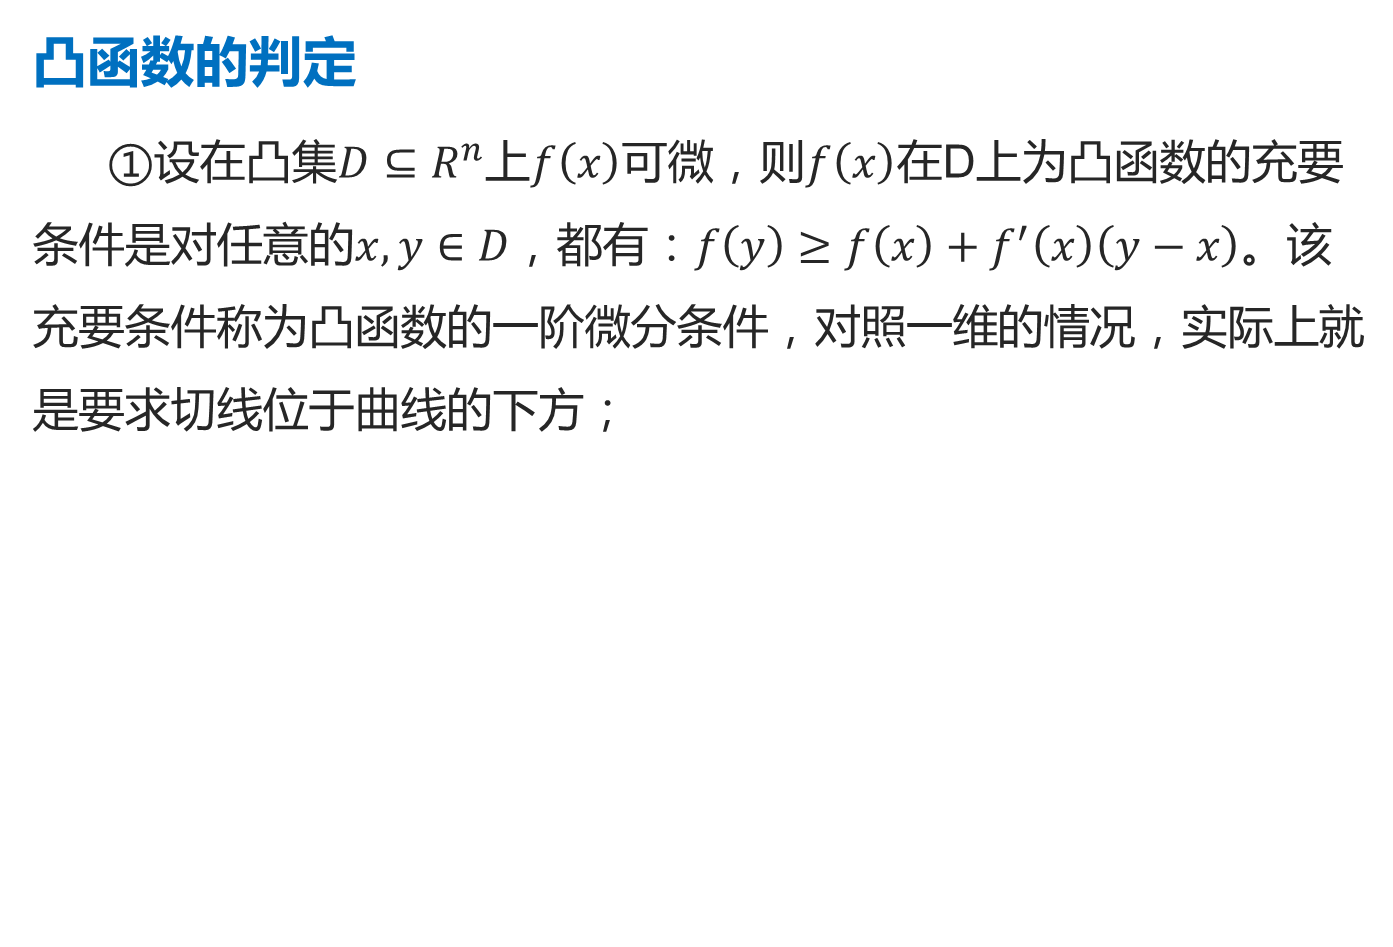 凸函数的判定
①设在凸集D ⊆ Rⁿ上f(x)可微，则f(x)在D上为凸函数的充要
条件是对任意的x, y ∈ D，都有：f(y) ≥ f(x) + f′(x)(y − x)。该
充要条件称为凸函数的一阶微分条件，对照一维的情况，实际上就
是要求切线位于曲线的下方；